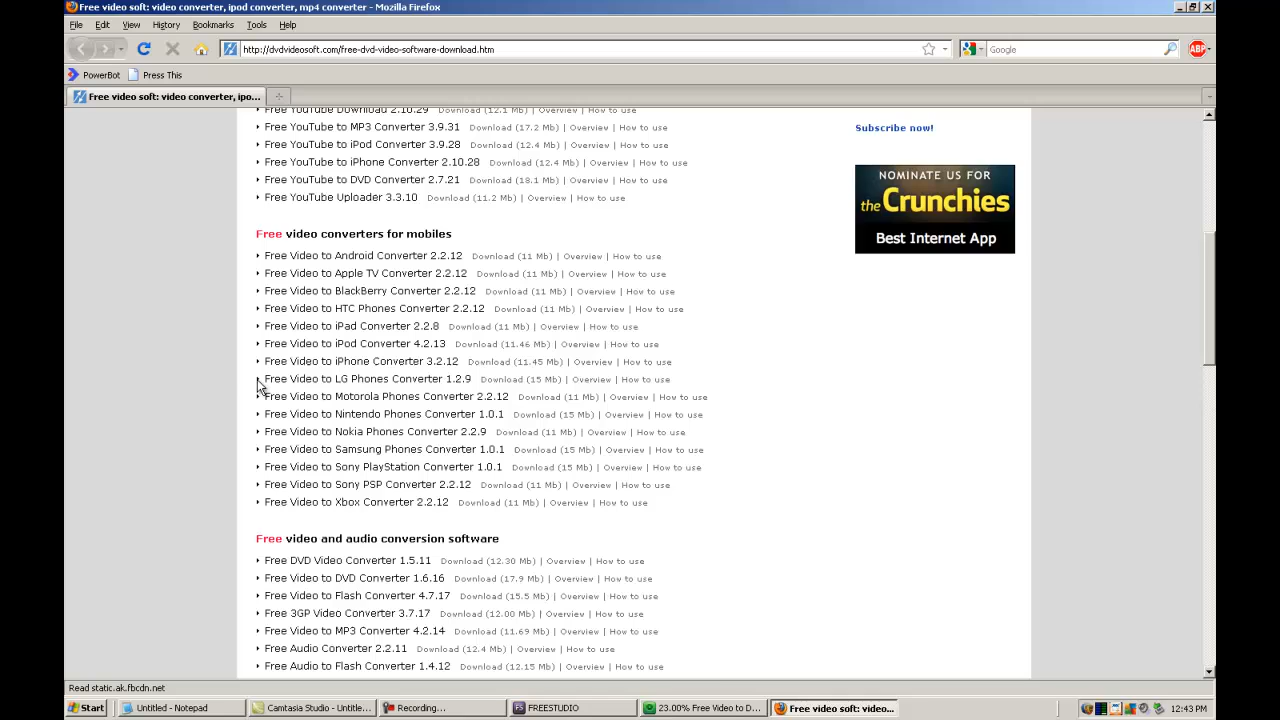 Free video soft: video converter, ipod converter, mp4 converter - Mozilla Firefox
File Edit View History Bookmarks Tools Help
http://dvdvideosoft.com/free-dvd-video-software-download.htm Google ABP
PowerBot Press This
Free video soft: video converter, ipo...
Free YouTube Download 2.10.29 Download (12.1 Mb) | Overview | How to use
Free YouTube to MP3 Converter 3.9.31 Download (17.2 Mb) | Overview | How to use
Free YouTube to iPod Converter 3.9.28 Download (12.4 Mb) | Overview | How to use
Free YouTube to iPhone Converter 2.10.28 Download (12.4 Mb) | Overview | How to use
Free YouTube to DVD Converter 2.7.21 Download (18.1 Mb) | Overview | How to use
Free YouTube Uploader 3.3.10 Download (11.2 Mb) | Overview | How to use
Subscribe now!
NOMINATE US FOR
the Crunchies
Best Internet App
Free video converters for mobiles
Free Video to Android Converter 2.2.12 Download (11 Mb) | Overview | How to use
Free Video to Apple TV Converter 2.2.12 Download (11 Mb) | Overview | How to use
Free Video to BlackBerry Converter 2.2.12 Download (11 Mb) | Overview | How to use
Free Video to HTC Phones Converter 2.2.12 Download (11 Mb) | Overview | How to use
Free Video to iPad Converter 2.2.8 Download (11 Mb) | Overview | How to use
Free Video to iPod Converter 4.2.13 Download (11.46 Mb) | Overview | How to use
Free Video to iPhone Converter 3.2.12 Download (11.45 Mb) | Overview | How to use
Free Video to LG Phones Converter 1.2.9 Download (15 Mb) | Overview | How to use
Free Video to Motorola Phones Converter 2.2.12 Download (11 Mb) | Overview | How to use
Free Video to Nintendo Phones Converter 1.0.1 Download (15 Mb) | Overview | How to use
Free Video to Nokia Phones Converter 2.2.9 Download (11 Mb) | Overview | How to use
Free Video to Samsung Phones Converter 1.0.1 Download (15 Mb) | Overview | How to use
Free Video to Sony PlayStation Converter 1.0.1 Download (15 Mb) | Overview | How to use
Free Video to Sony PSP Converter 2.2.12 Download (11 Mb) | Overview | How to use
Free Video to Xbox Converter 2.2.12 Download (11 Mb) | Overview | How to use
Free video and audio conversion software
Free DVD Video Converter 1.5.11 Download (12.30 Mb) | Overview | How to use
Free Video to DVD Converter 1.6.16 Download (17.9 Mb) | Overview | How to use
Free Video to Flash Converter 4.7.17 Download (15.5 Mb) | Overview | How to use
Free 3GP Video Converter 3.7.17 Download (12.00 Mb) | Overview | How to use
Free Video to MP3 Converter 4.2.14 Download (11.69 Mb) | Overview | How to use
Free Audio Converter 2.2.11 Download (12.4 Mb) | Overview | How to use
Free Audio to Flash Converter 1.4.12 Download (12.15 Mb) | Overview | How to use
Read static.ak.fbcdn.net
Start Untitled - Notepad Camtasia Studio - Untitle... Recording... FREESTUDIO 23.00% Free Video to D... Free video soft: video... 12:43 PM